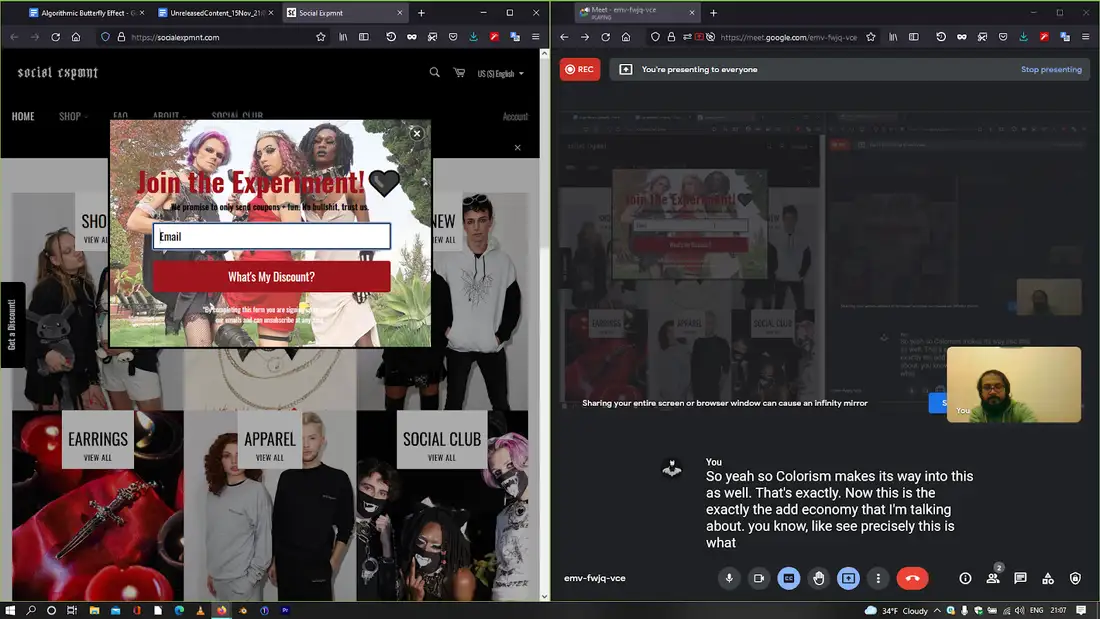 Algorithmic Butterfly Effect - G
UnreleasedContent_15Nov_21
Social Expmnt
https://socialexpmnt.com
social expmnt
US ($) English
HOME
SHOP
FAQ
ABOUT
SOCIAL CLUB
Account
Join the Experiment!
We promise to only send coupons + fun. No bullshit, trust us.
Email
What's My Discount?
*By completing this form you are signing up
our emails and can unsubscribe at any
SHO
VIEW ALL
NEW
VIEW ALL
Get a Discount!
EARRINGS
VIEW ALL
APPAREL
VIEW ALL
SOCIAL CLUB
VIEW ALL
Meet - emv-fwjq-vce
PLAYING
https://meet.google.com/emv-fwjq-vce
REC
You're presenting to everyone
Stop presenting
Join the Experiment!
EARRINGS
APPAREL
SOCIAL CLUB
Sharing your entire screen or browser window can cause an infinity mirror
S
You
You
So yeah so Colorism makes its way into this
as well. That's exactly. Now this is the
exactly the add economy that I'm talking
about. you know, like see precisely this is
what
emv-fwjq-vce
2
34°F Cloudy
ENG
21:07